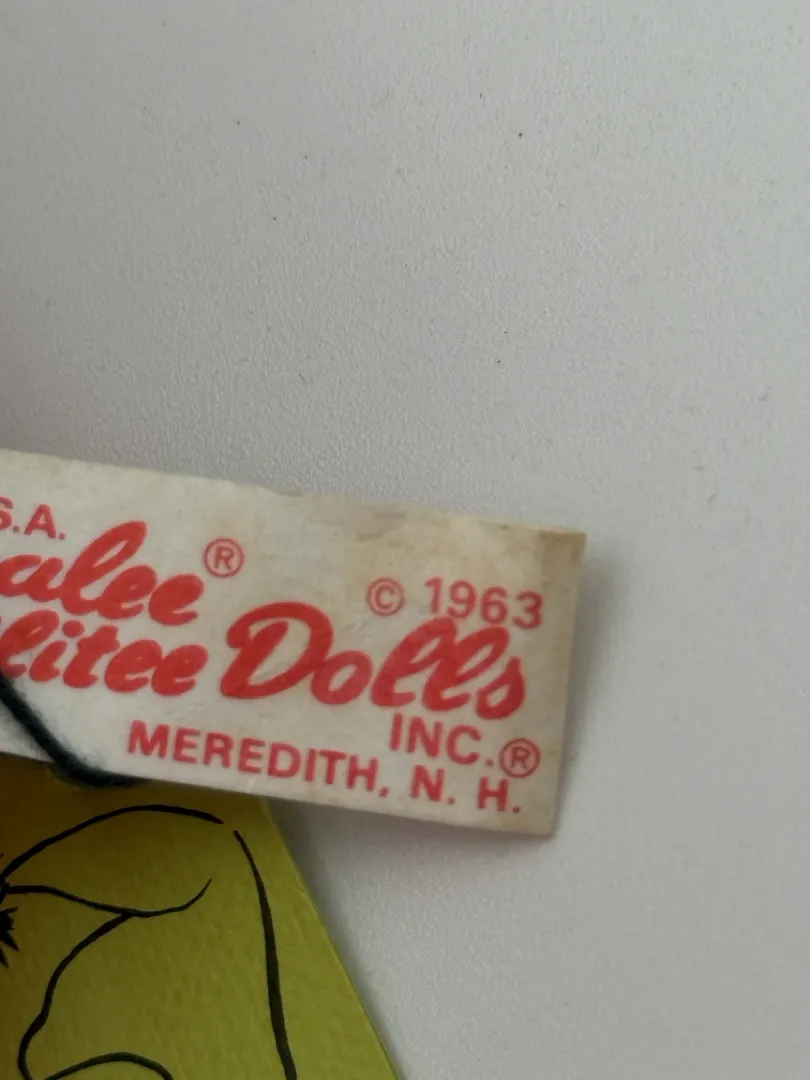 S.A.
alee ® © 1963
litee Dolls
INC.®
MEREDITH, N. H.